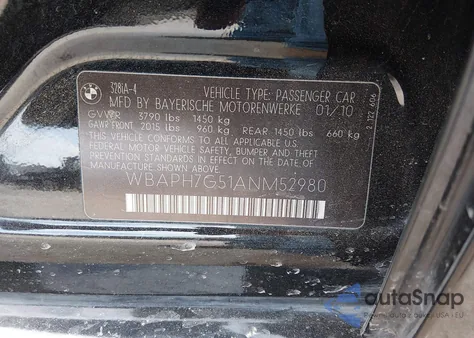 BMW
328iA-4
VEHICLE TYPE: PASSENGER CAR
MFD BY BAYERISCHE MOTORENWERKE 01/10
GVWR 3790 lbs 1450 kg
GAWR FRONT 2015 lbs 960 kg REAR 1450 lbs 660 kg
THIS VEHICLE CONFORMS TO ALL APPLICABLE
FEDERAL MOTOR VEHICLE SAFETY, BUMPER AND THEFT
PREVENTION STANDARDS IN EFFECT ON THE DATE OF
MANUFACTURE SHOWN ABOVE.
WBAPH7G51ANM52980
autoSnap